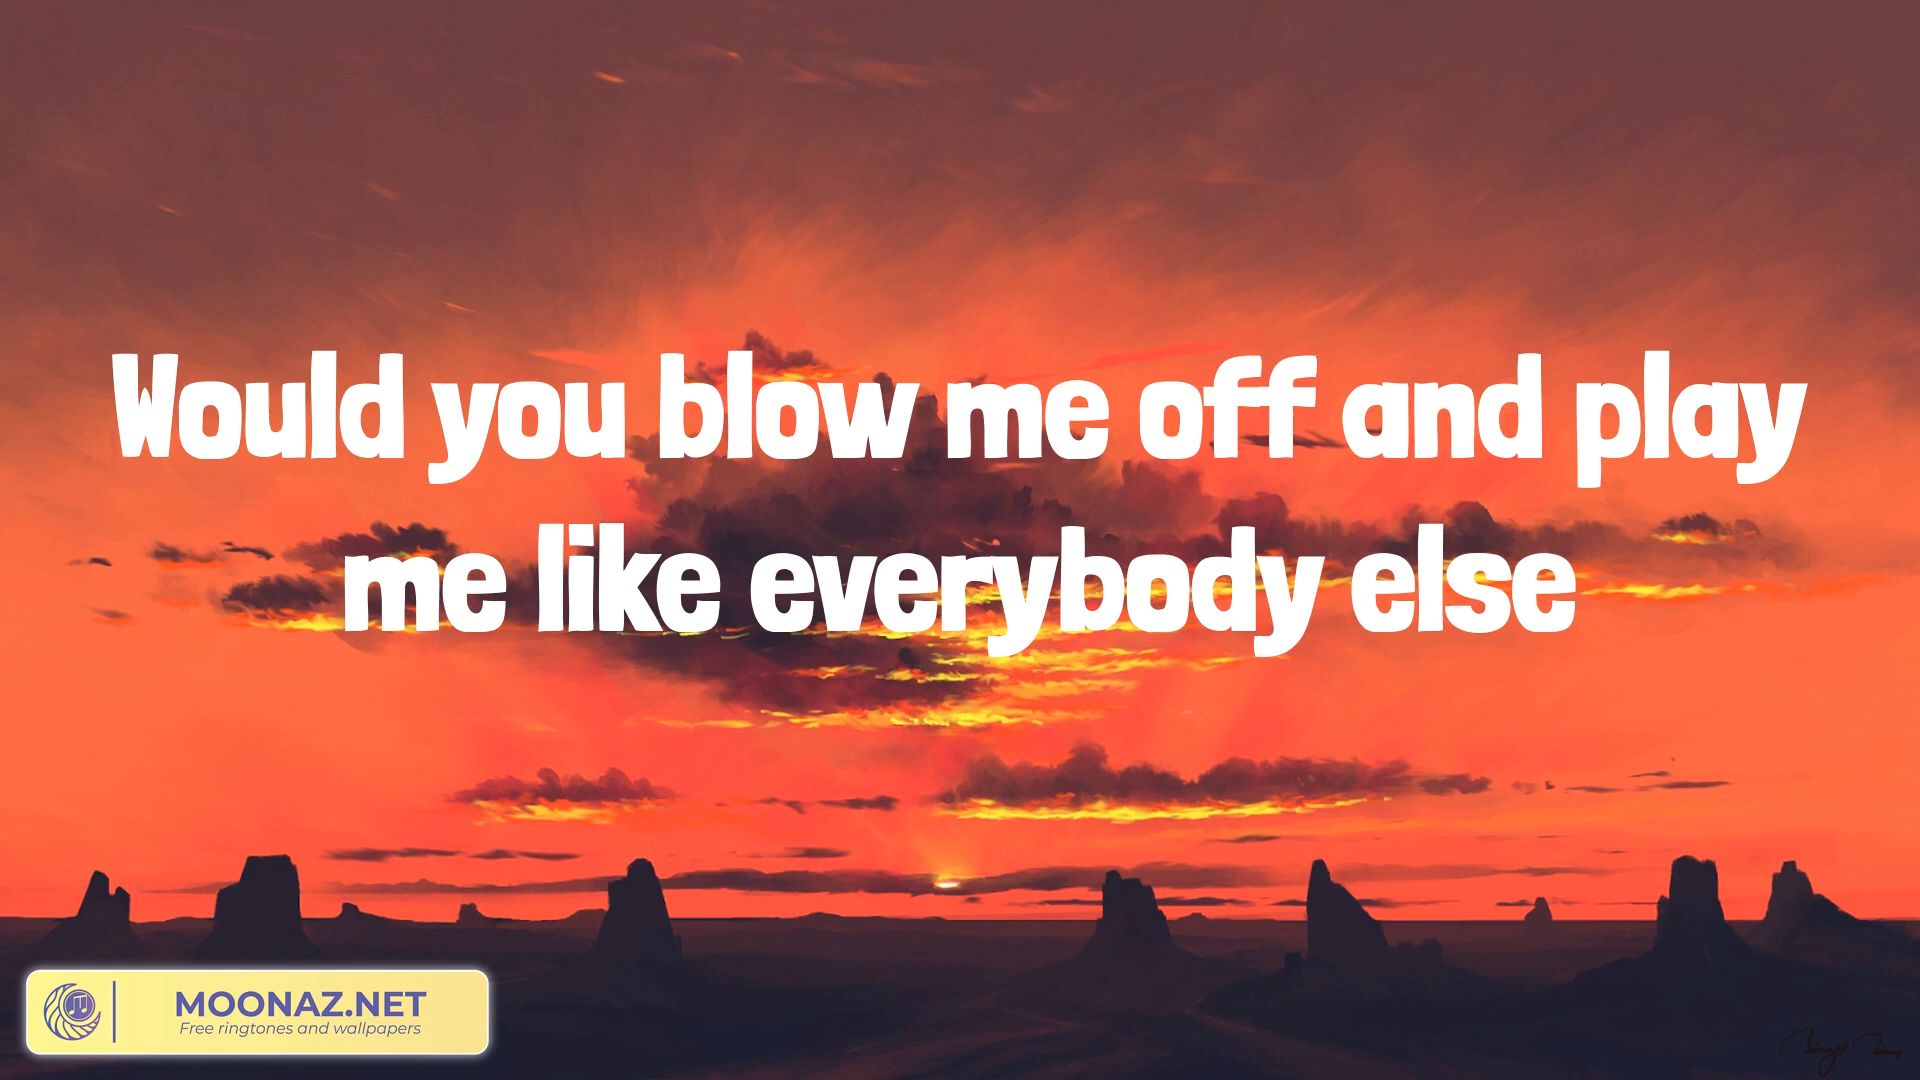 Would you blow me off and play
me like everybody else
MOONAZ.NET
Free ringtones and wallpapers